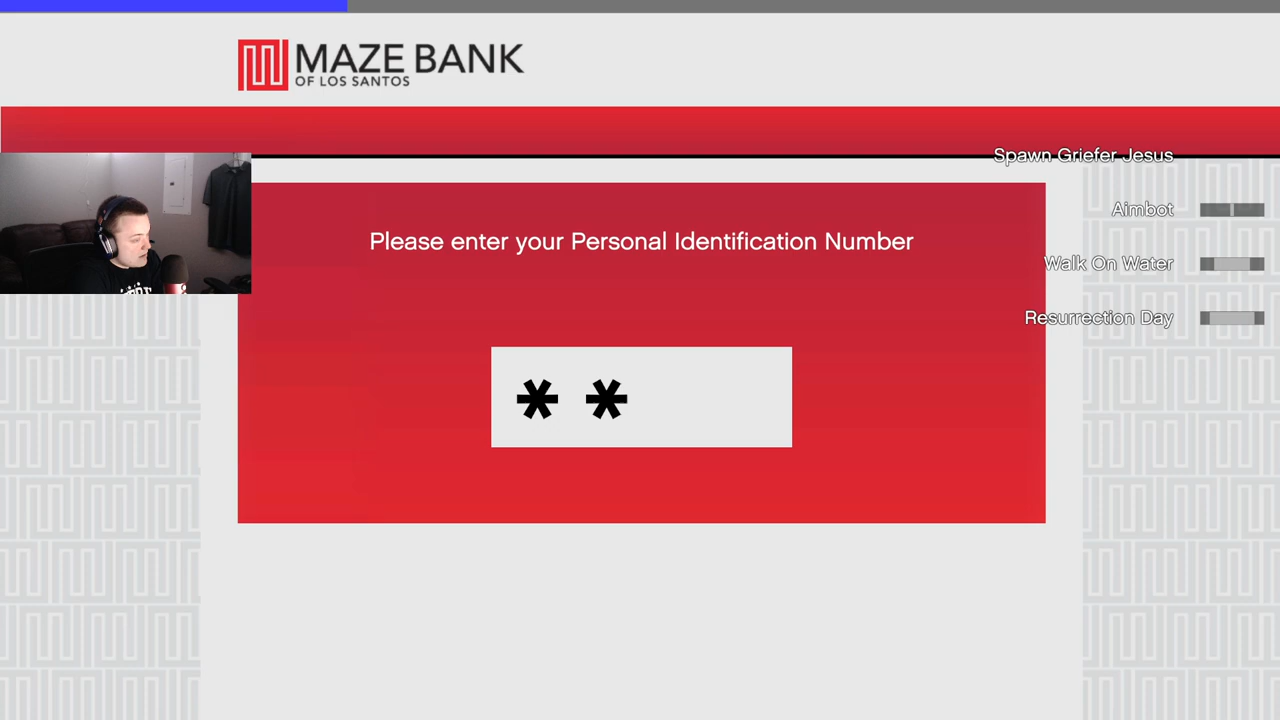 MAZE BANK
OF LOS SANTOS
Spawn Griefer Jesus
Aimbot
Please enter your Personal Identification Number
Walk On Water
Resurrection Day
* *